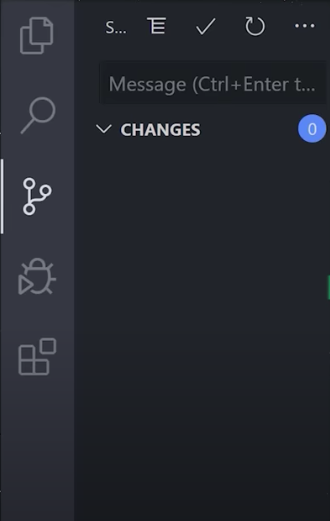 S...
Message (Ctrl+Enter t...
CHANGES
0